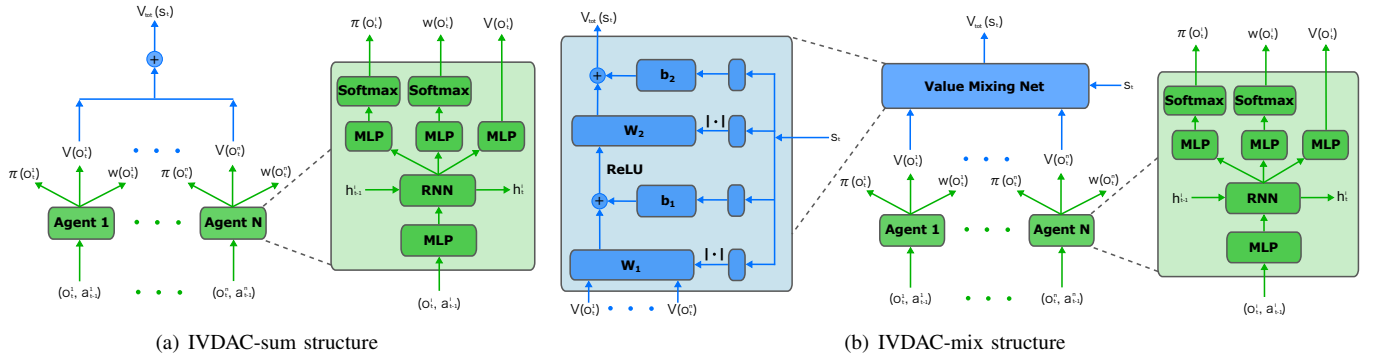 V_tot(s_t)
+
V(o_t^1)
V(o_t^n)
π(o_t^1)
w(o_t^1)
π(o_t^n)
w(o_t^n)
Agent 1
Agent N
(o_t^1, a_{t-1}^1)
(o_t^n, a_{t-1}^n)
π(o_t^i)
w(o_t^i)
V(o_t^i)
Softmax
Softmax
MLP
MLP
MLP
h_{t-1}^i
RNN
h_t^i
MLP
(o_t^i, a_{t-1}^i)
(a) IVDAC-sum structure
V_tot(s_t)
+
b_2
W_2
|·|
s_t
ReLU
+
b_1
|·|
W_1
V(o_t^1)
V(o_t^n)
V_tot(s_t)
Value Mixing Net
s_t
V(o_t^1)
V(o_t^n)
π(o_t^1)
w(o_t^1)
π(o_t^n)
w(o_t^n)
Agent 1
Agent N
(o_t^1, a_{t-1}^1)
(o_t^n, a_{t-1}^n)
π(o_t^i)
w(o_t^i)
V(o_t^i)
Softmax
Softmax
MLP
MLP
MLP
h_{t-1}^i
RNN
h_t^i
MLP
(o_t^i, a_{t-1}^i)
(b) IVDAC-mix structure